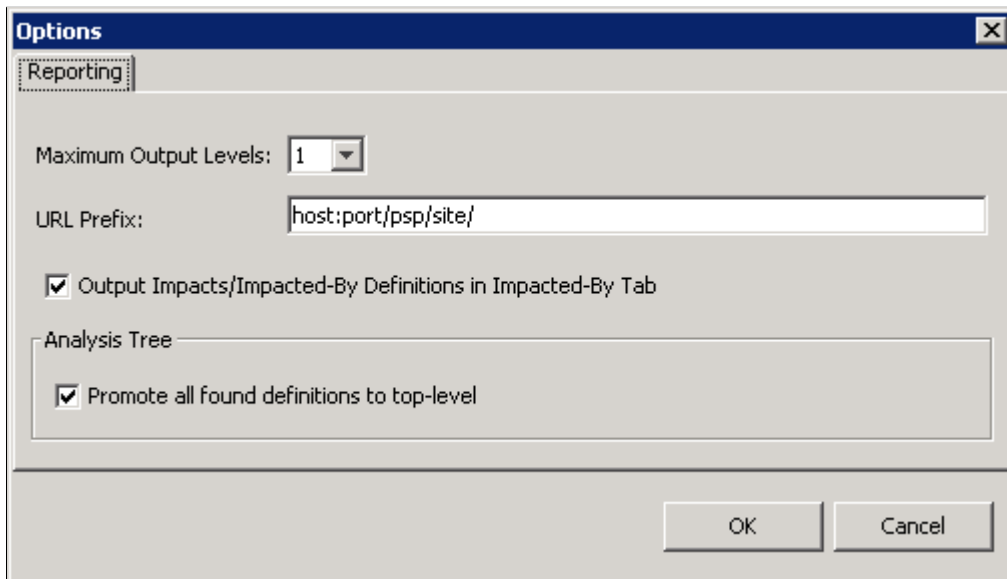 Options
Reporting
Maximum Output Levels: 1
URL Prefix: host:port/psp/site/
Output Impacts/Impacted-By Definitions in Impacted-By Tab
Analysis Tree
Promote all found definitions to top-level
OK Cancel